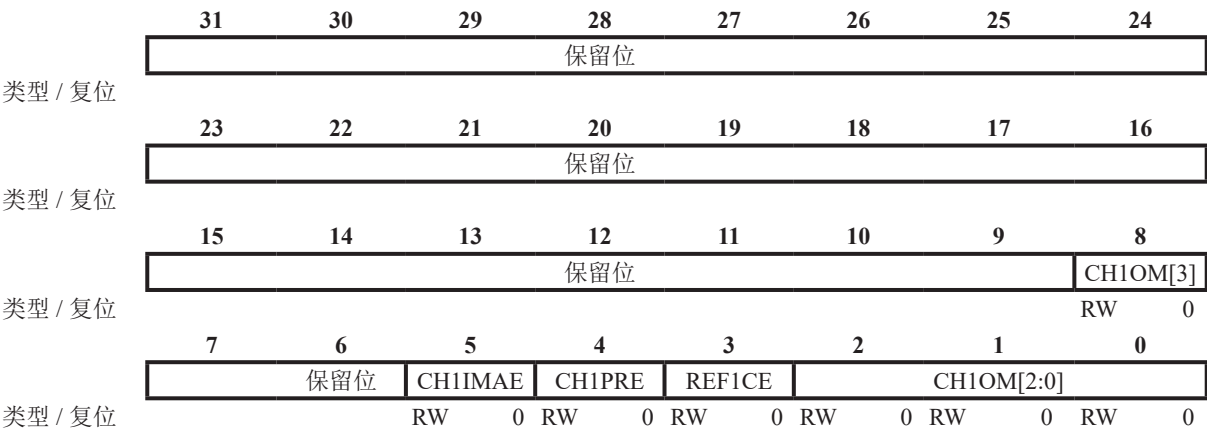 31 30 29 28 27 26 25 24
保留位
类型 / 复位
23 22 21 20 19 18 17 16
保留位
类型 / 复位
15 14 13 12 11 10 9 8
保留位 CH1OM[3]
类型 / 复位 RW 0
7 6 5 4 3 2 1 0
保留位 CH1IMAE CH1PRE REF1CE CH1OM[2:0]
类型 / 复位 RW 0 RW 0 RW 0 RW 0 RW 0 RW 0